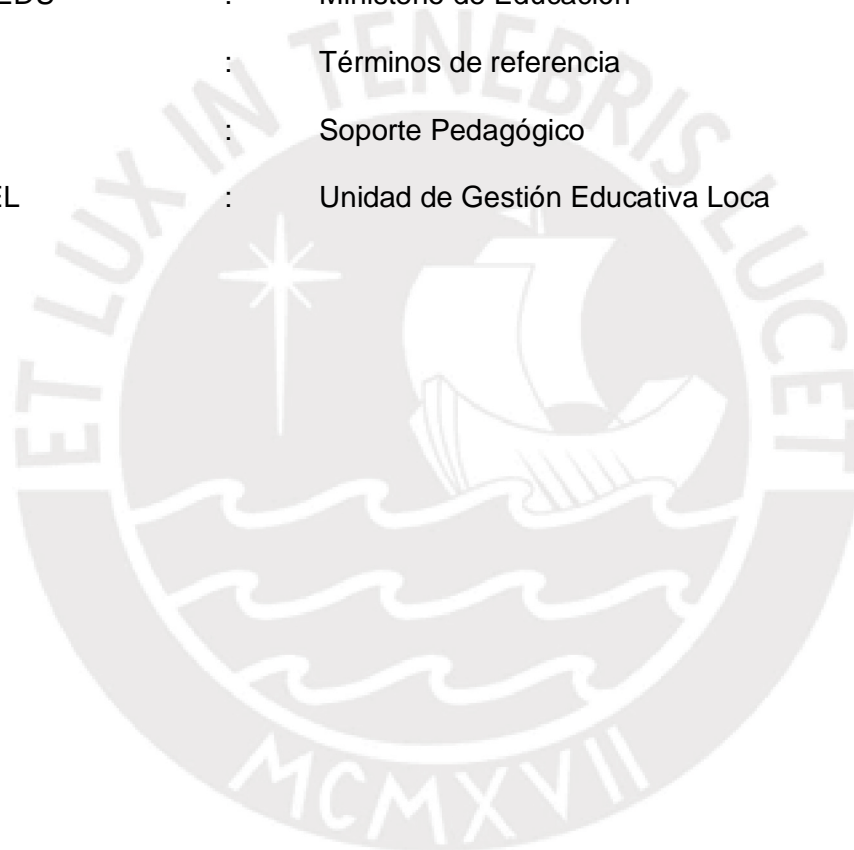 EDU : Ministerio de Educación
: Términos de referencia
: Soporte Pedagógico
EL : Unidad de Gestión Educativa Loca
ET LUX IN TENEBRIS LUCET
MCMXVII